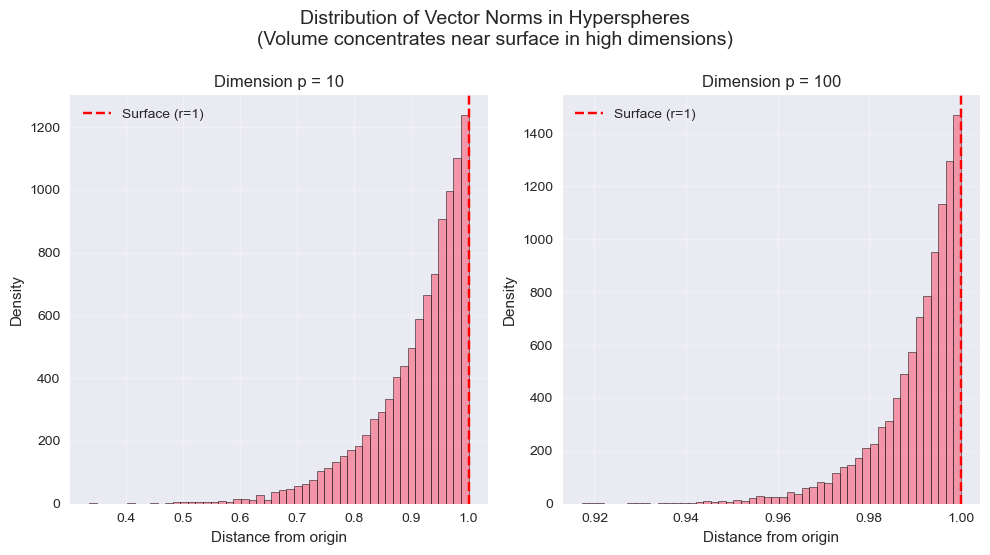 Distribution of Vector Norms in Hyperspheres
(Volume concentrates near surface in high dimensions)
Dimension p = 10
Surface (r=1)
Density
1200
1000
800
600
400
200
0
0.4 0.5 0.6 0.7 0.8 0.9 1.0
Distance from origin
Dimension p = 100
Surface (r=1)
Density
1400
1200
1000
800
600
400
200
0
0.92 0.94 0.96 0.98 1.00
Distance from origin